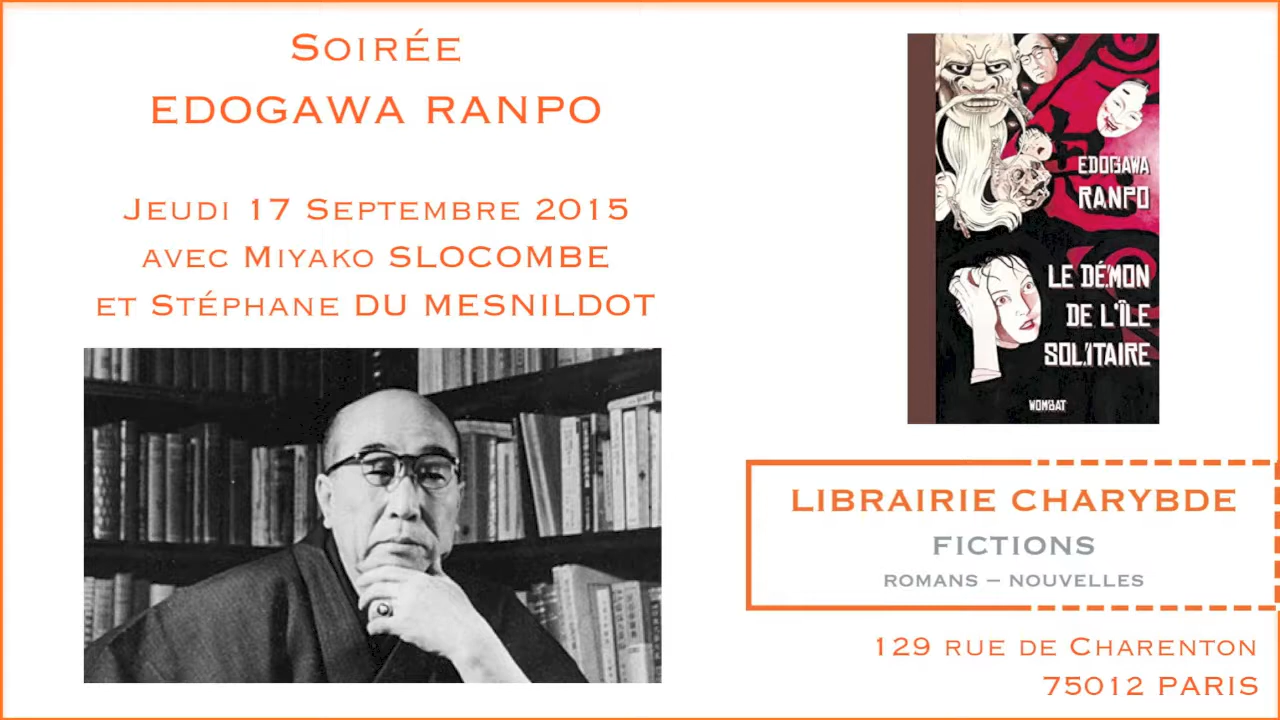 Soirée
EDOGAWA RANPO
Jeudi 17 Septembre 2015
avec Miyako SLOCOMBE
et Stéphane DU MESNILDOT
EDOGAWA
RANPO
LE DÉMON
DE L'ÎLE
SOLITAIRE
WOMBAT
LIBRAIRIE CHARYBDE
FICTIONS
ROMANS – NOUVELLES
129 rue de Charenton
75012 PARIS